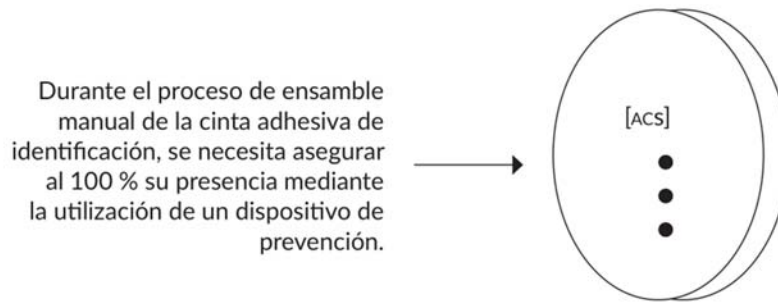 Durante el proceso de ensamble
manual de la cinta adhesiva de
identificación, se necesita asegurar
al 100 % su presencia mediante
la utilización de un dispositivo de
prevención.
[ACS]